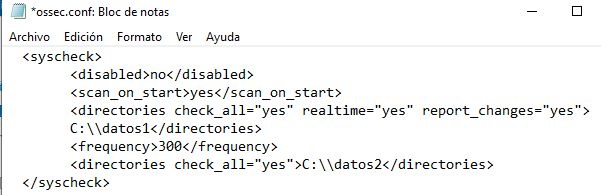 *ossec.conf: Bloc de notas
Archivo Edición Formato Ver Ayuda
<syscheck>
<disabled>no</disabled>
<scan_on_start>yes</scan_on_start>
<directories check_all="yes" realtime="yes" report_changes="yes">
C:\\datos1</directories>
<frequency>300</frequency>
<directories check_all="yes">C:\\datos2</directories>
</syscheck>